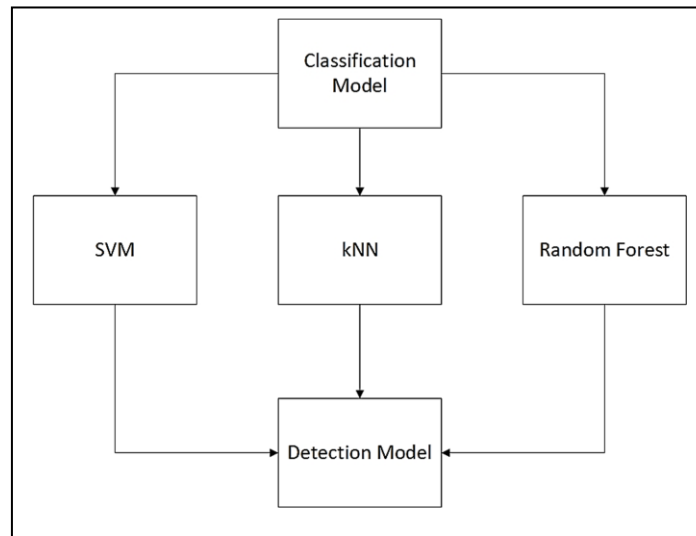 Classification
Model
SVM
kNN
Random Forest
Detection Model